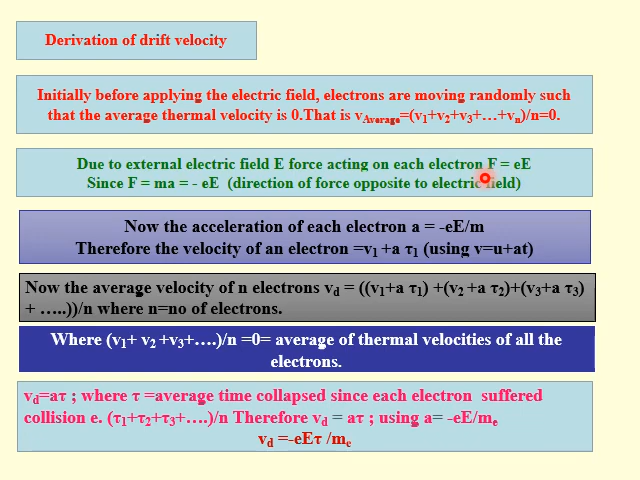 Derivation of drift velocity
Initially before applying the electric field, electrons are moving randomly such
that the average thermal velocity is 0.That is vAverage=(v1+v2+v3+…+vn)/n=0.
Due to external electric field E force acting on each electron F = eE
Since F = ma = - eE (direction of force opposite to electric field)
Now the acceleration of each electron a = -eE/m
Therefore the velocity of an electron =v1 +a τ1 (using v=u+at)
Now the average velocity of n electrons vd = ((v1+a τ1) +(v2 +a τ2)+(v3+a τ3)
+ …..))/n where n=no of electrons.
Where (v1+ v2 +v3+….)/n =0= average of thermal velocities of all the
electrons.
vd=aτ ; where τ =average time collapsed since each electron suffered
collision e. (τ1+τ2+τ3+….)/n Therefore vd = aτ ; using a= -eE/me
vd =-eEτ /me